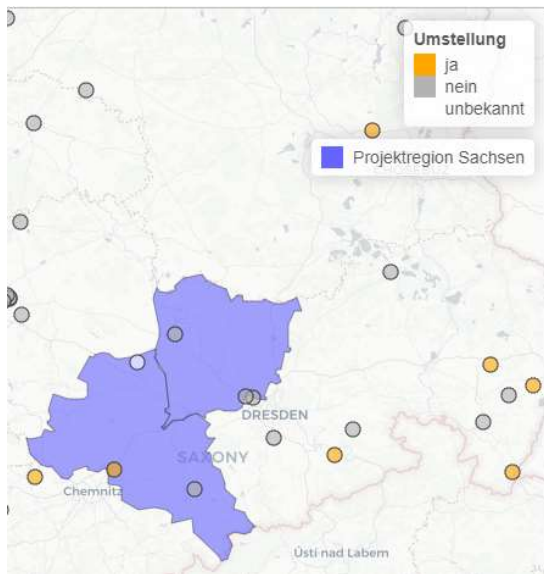 Umstellung
ja
nein
unbekannt
Projektregion Sachsen
DRESDEN
SAXONY
Chemnitz
Ústí nad Labem